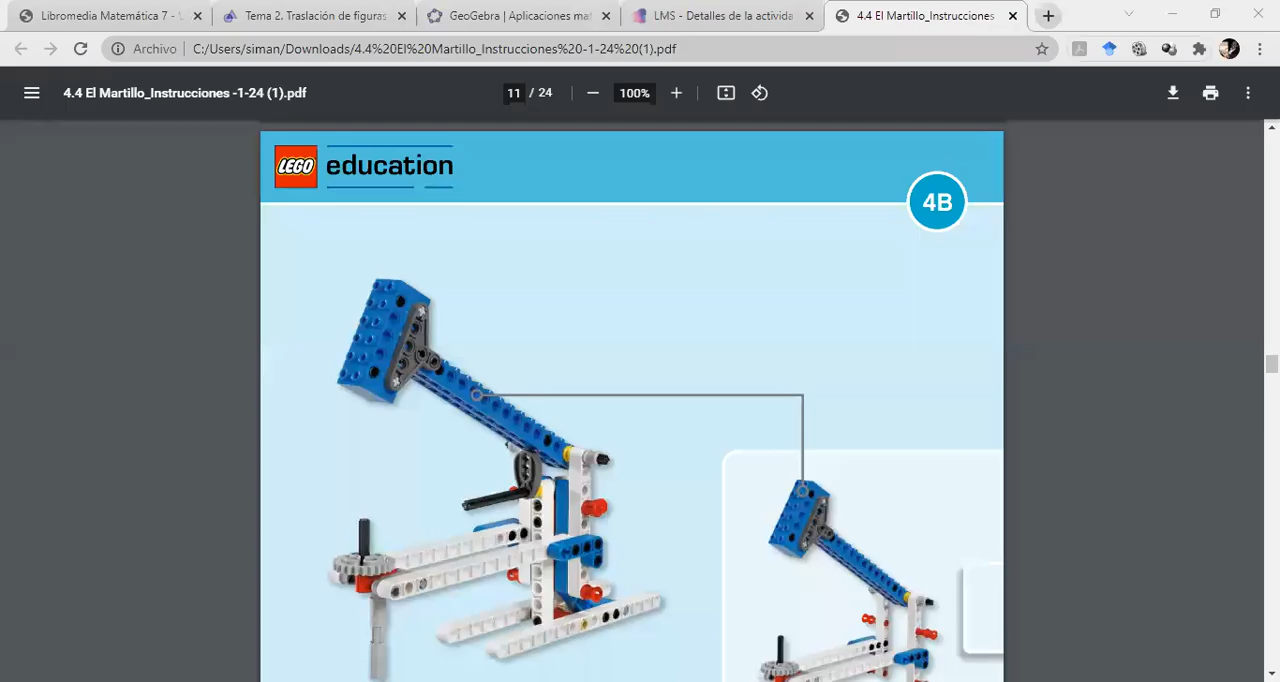 Libromedia Matemática 7 -
Tema 2. Traslación de figuras
GeoGebra | Aplicaciones ma
LMS - Detalles de la activida
4.4 El Martillo_Instrucciones
Archivo
C:/Users/siman/Downloads/4.4%20El%20Martillo_Instrucciones%20-1-24%20(1).pdf
4.4 El Martillo_Instrucciones -1-24 (1).pdf
11 / 24
100%
LEGO education
4B